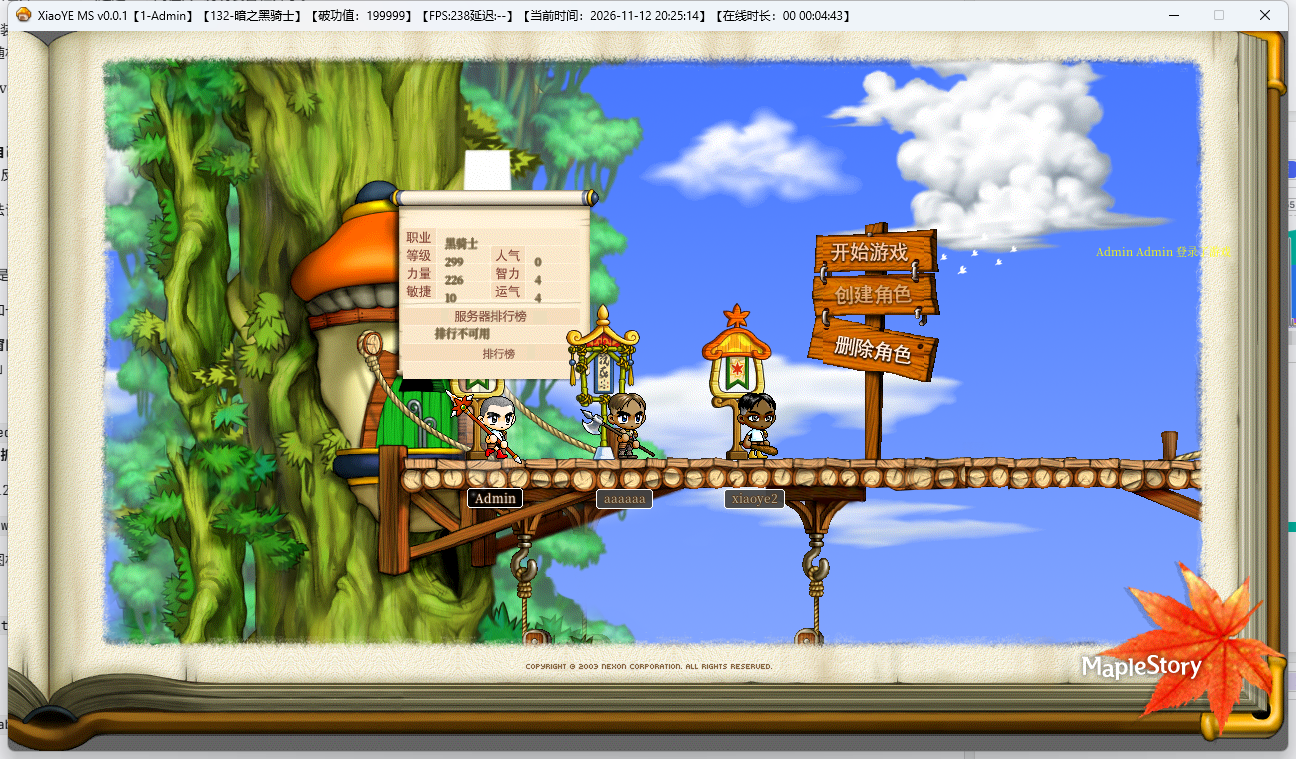 XiaoYE MS v0.0.1【1-Admin】【132-暗之黑骑士】【破功值：199999】【FPS:238延迟:--】【当前时间：2026-11-12 20:25:14】【在线时长：00 00:04:43】
职业 黑骑士
等级 299 人气 0
力量 226 智力 4
敏捷 10 运气 4
服务器排行榜
排行不可用
排行榜
开始游戏
创建角色
删除角色
Admin Admin 登录
Admin
aaaaaa
xiaoye2
COPYRIGHT © 2003 NEXON CORPORATION. ALL RIGHTS RESERVED.
MapleStory